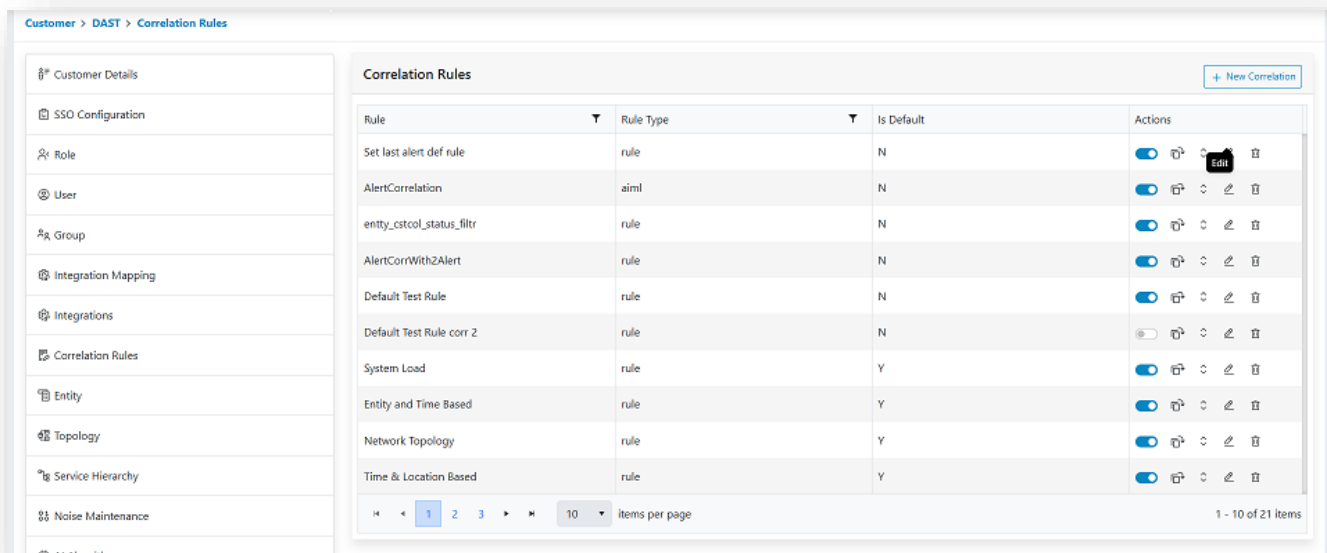 Customer > DAST > Correlation Rules
Customer Details
SSO Configuration
Role
User
Group
Integration Mapping
Integrations
Correlation Rules
Entity
Topology
Service Hierarchy
Noise Maintenance
Correlation Rules
+ New Correlation
Rule Rule Type Is Default Actions
Set last alert def rule rule N
Edit
AlertCorrelation aiml N
entty_cstcol_status_filtr rule N
AlertCorrWith2Alert rule N
Default Test Rule rule N
Default Test Rule corr 2 rule N
System Load rule Y
Entity and Time Based rule Y
Network Topology rule Y
Time & Location Based rule Y
1 2 3 10 items per page 1 - 10 of 21 items